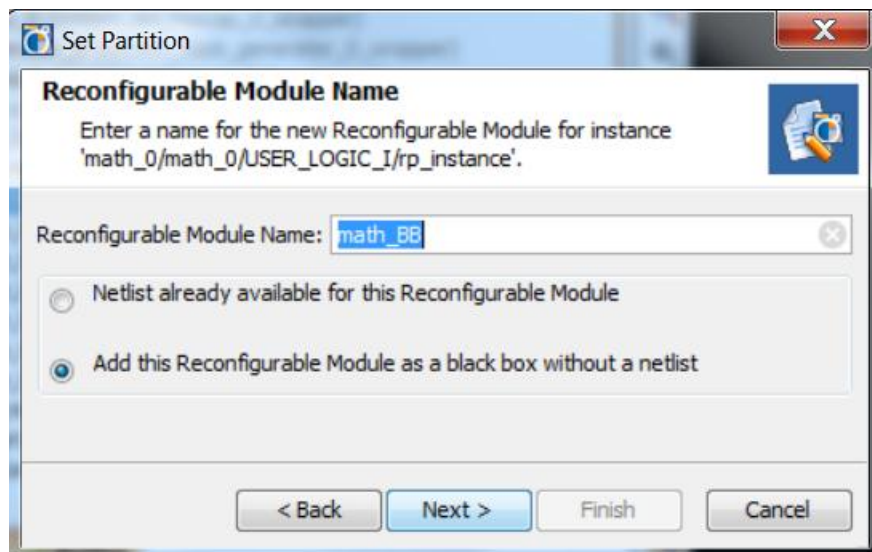 Set Partition
X
Reconfigurable Module Name
Enter a name for the new Reconfigurable Module for instance
'math_0/math_0/USER_LOGIC_I/rp_instance'.
Reconfigurable Module Name: math_BB
Netlist already available for this Reconfigurable Module
Add this Reconfigurable Module as a black box without a netlist
< Back Next > Finish Cancel